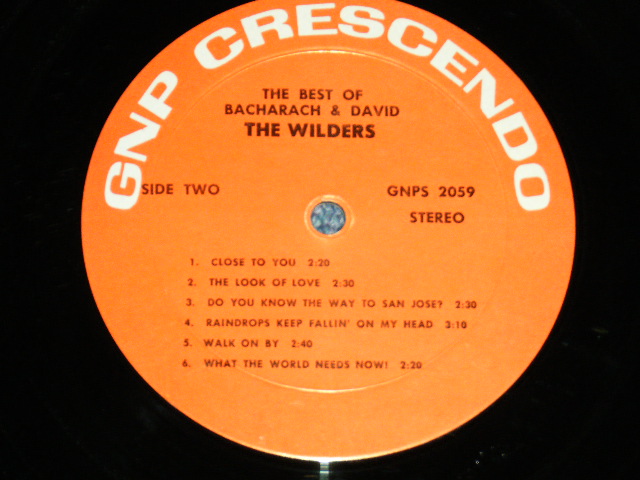 GNP CRESCENDO
THE BEST OF
BACHARACH & DAVID
THE WILDERS
SIDE TWO
GNPS 2059
STEREO
1. CLOSE TO YOU 2:20
2. THE LOOK OF LOVE 2:30
3. DO YOU KNOW THE WAY TO SAN JOSE? 2:30
4. RAINDROPS KEEP FALLIN' ON MY HEAD 2:10
5. WALK ON BY 2:40
6. WHAT THE WORLD NEEDS NOW! 2:20